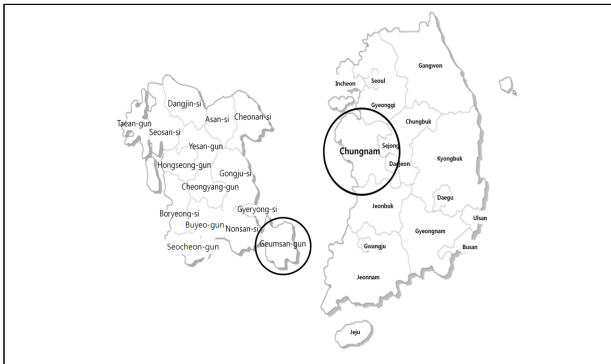 Dangjin-si
Asan-si
Cheonan-si
Taean-gun
Seosan-si
Yesan-gun
Hongseong-gun
Gongju-si
Cheongyang-gun
Boryeong-si
Gyeryong-si
Buyeo-gun
Nonsan-si
Seocheon-gun
Geumsan-gun
Gangwon
Incheon
Seoul
Gyeonggi
Chungbuk
Chungnam
Sejong
Daejeon
Kyongbuk
Jeonbuk
Daegu
Ulsan
Gyeongnam
Gwangju
Busan
Jeonnam
Jeju